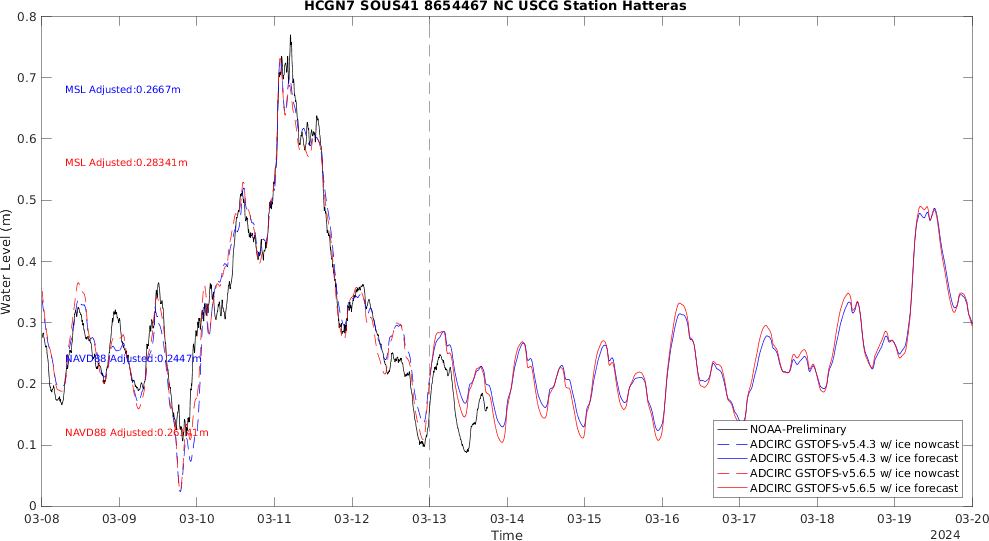 HCGN7 SOUS41 8654467 NC USCG Station Hatteras
0.8
0.7
0.6
0.5
0.4
0.3
0.2
0.1
0
Water Level (m)
MSL Adjusted:0.2667m
MSL Adjusted:0.28341m
NAVD88 Adjusted:0.2447m
NAVD88 Adjusted:0.26141m
NOAA-Preliminary
ADCIRC GSTOFS-v5.4.3 w/ ice nowcast
ADCIRC GSTOFS-v5.4.3 w/ ice forecast
ADCIRC GSTOFS-v5.6.5 w/ ice nowcast
ADCIRC GSTOFS-v5.6.5 w/ ice forecast
03-08 03-09 03-10 03-11 03-12 03-13 03-14 03-15 03-16 03-17 03-18 03-19 03-20
Time
2024